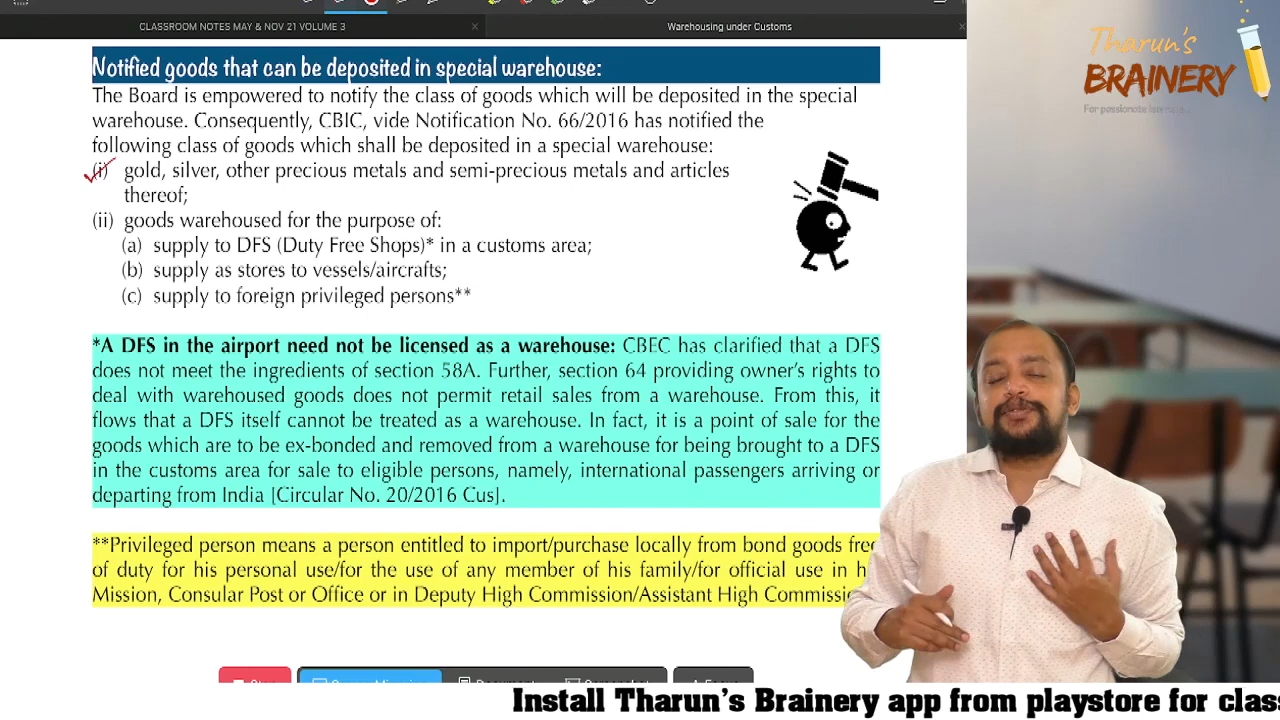 CLASSROOM NOTES MAY & NOV 21 VOLUME 3
Warehousing under Customs
Tharun's
BRAINERY
Notified goods that can be deposited in special warhouse:
The Board is empowered to notify the class of goods which will be deposited in the special
warehouse. Consequently, CBIC, vide Notification No. 66/2016 has notified the
following class of goods which shall be deposited in a special warehouse:
(i) gold, silver, other precious metals and semi-precious metals and articles
thereof;
(ii) goods warehoused for the purpose of:
(a) supply to DFS (Duty Free Shops)* in a customs area;
(b) supply as stores to vessels/aircrafts;
(c) supply to foreign privileged persons**
*A DFS in the airport need not be licensed as a warehouse: CBEC has clarified that a DFS
does not meet the ingredients of section 58A. Further, section 64 providing owner's rights to
deal with warehoused goods does not permit retail sales from a warehouse. From this, it
flows that a DFS itself cannot be treated as a warehouse. In fact, it is a point of sale for the
goods which are to be ex-bonded and removed from a warehouse for being brought to a DFS
in the customs area for sale to eligible persons, namely, international passengers arriving or
departing from India [Circular No. 20/2016 Cus].
**Privileged person means a person entitled to import/purchase locally from bond goods free
of duty for his personal use/for the use of any member of his family/for official use in h
Mission, Consular Post or Office or in Deputy High Commission/Assistant High Commissio
Install Tharun's Brainery app from playstore for clas